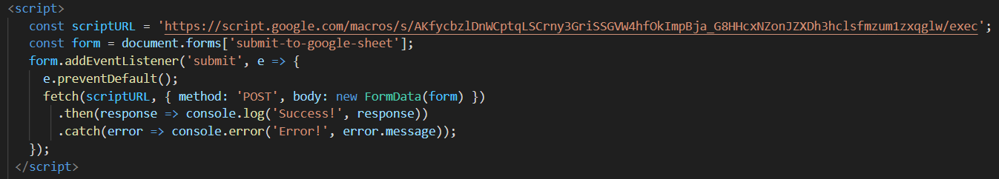 <script>
const scriptURL = 'https://script.google.com/macros/s/AKfycbzlDnWCptqLSCrny3GriSSGVW4hfOkImpBja_G8HHcxNZonJZXDh3hclsfmzum1zxqglw/exec';
const form = document.forms['submit-to-google-sheet'];
form.addEventListener('submit', e => {
e.preventDefault();
fetch(scriptURL, { method: 'POST', body: new FormData(form) })
.then(response => console.log('Success!', response))
.catch(error => console.error('Error!', error.message));
});
</script>